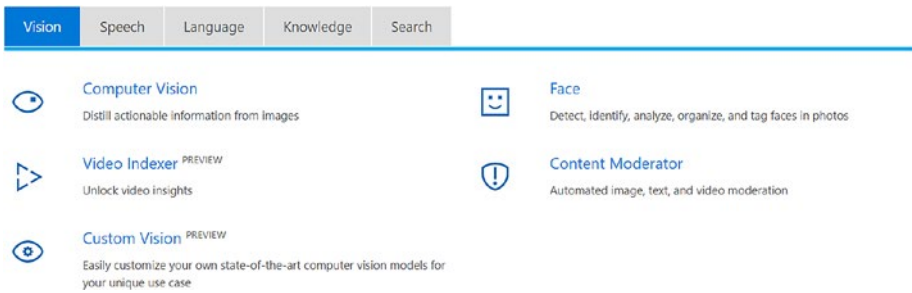 Vision Speech Language Knowledge Search
Computer Vision
Distill actionable information from images
Face
Detect, identify, analyze, organize, and tag faces in photos
Video Indexer PREVIEW
Unlock video insights
Content Moderator
Automated image, text, and video moderation
Custom Vision PREVIEW
Easily customize your own state-of-the-art computer vision models for
your unique use case